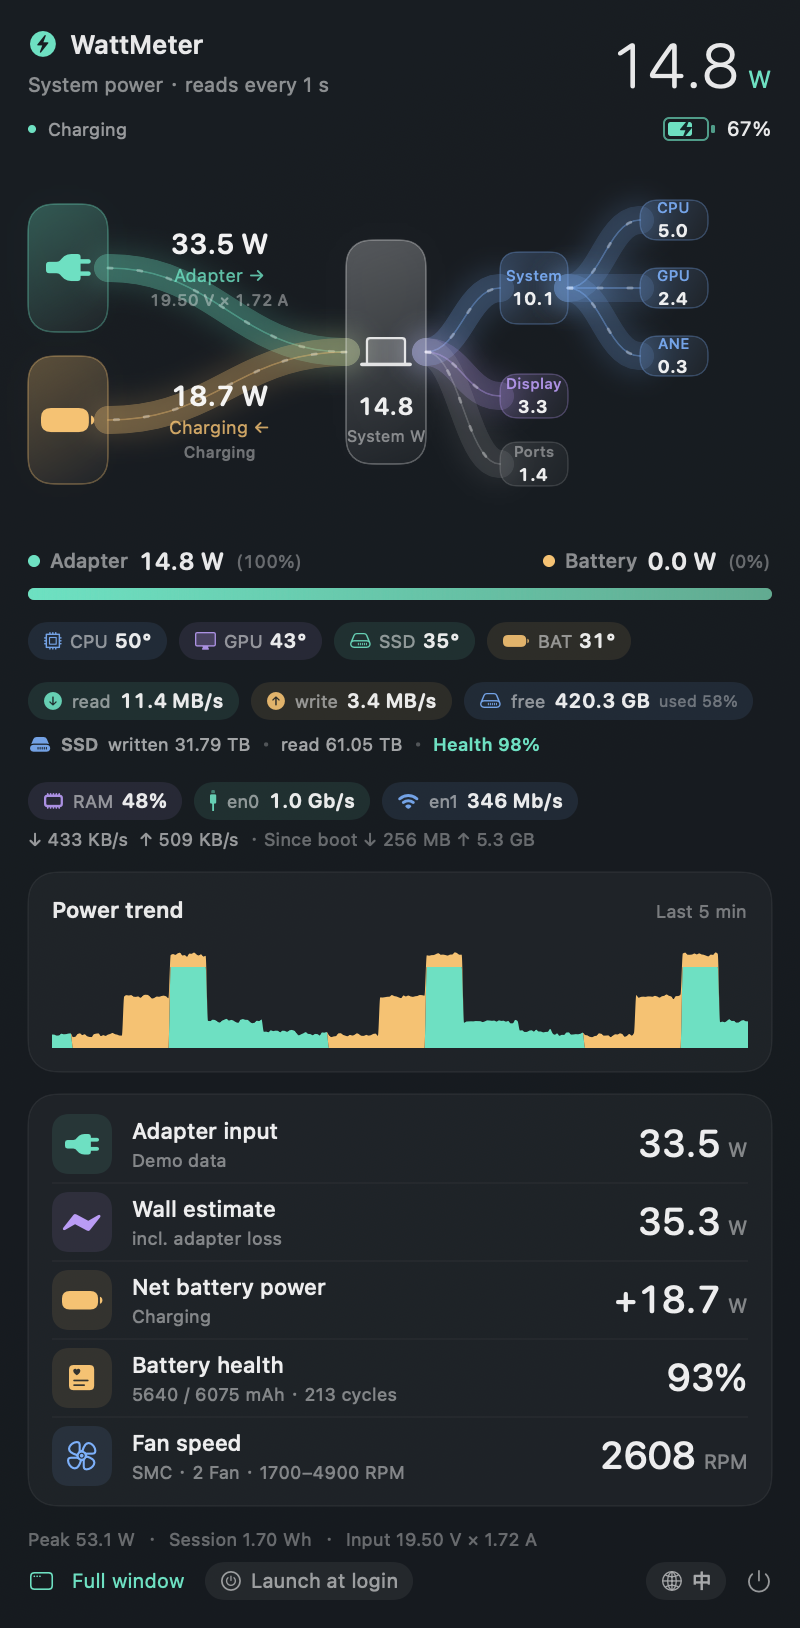 WattMeter
14.8 W
System power · reads every 1 s
Charging
67%
33.5 W
Adapter →
19.50 V × 1.72 A
18.7 W
Charging ←
Charging
14.8
System W
System
10.1
Display
3.3
Ports
1.4
CPU
5.0
GPU
2.4
ANE
0.3
Adapter 14.8 W (100%)
Battery 0.0 W (0%)
CPU 50° GPU 43° SSD 35° BAT 31°
read 11.4 MB/s write 3.4 MB/s free 420.3 GB used 58%
SSD written 31.79 TB · read 61.05 TB · Health 98%
RAM 48% en0 1.0 Gb/s en1 346 Mb/s
↓ 433 KB/s ↑ 509 KB/s · Since boot ↓ 256 MB ↑ 5.3 GB
Power trend
Last 5 min
Adapter input
Demo data
33.5 W
Wall estimate
incl. adapter loss
35.3 W
Net battery power
Charging
+18.7 W
Battery health
5640 / 6075 mAh · 213 cycles
93%
Fan speed
SMC · 2 Fan · 1700–4900 RPM
2608 RPM
Peak 53.1 W · Session 1.70 Wh · Input 19.50 V × 1.72 A
Full window
Launch at login
中